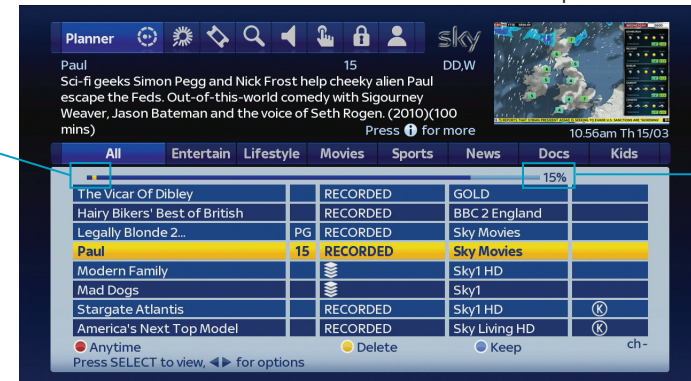 Planner
sky
Paul 15 DD,W
Sci-fi geeks Simon Pegg and Nick Frost help cheeky alien Paul
escape the Feds. Out-of-this-world comedy with Sigourney
Weaver, Jason Bateman and the voice of Seth Rogen. (2010)(100
mins)
Press i for more
10.56am Th 15/03
All Entertain Lifestyle Movies Sports News Docs Kids
15%
The Vicar Of Dibley RECORDED GOLD
Hairy Bikers' Best of British RECORDED BBC 2 England
Legally Blonde 2... PG RECORDED Sky Movies
Paul 15 RECORDED Sky Movies
Modern Family Sky1 HD
Mad Dogs Sky1
Stargate Atlantis RECORDED Sky1 HD K
America's Next Top Model RECORDED Sky Living HD K
Anytime Delete Keep ch-
Press SELECT to view, ◀▶ for options